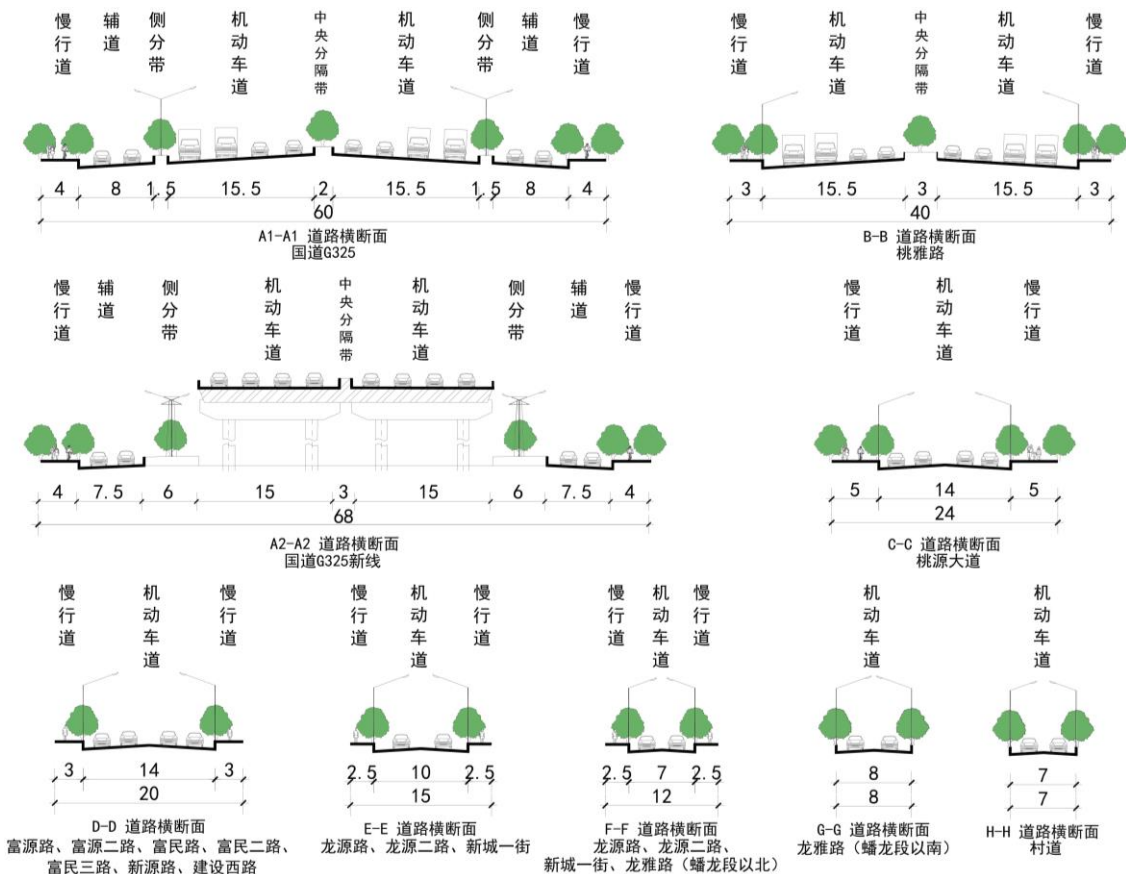 慢行道 辅道 侧分带 机动车道 中央分隔带 机动车道 侧分带 辅道 慢行道
4 8 1.5 15.5 2 15.5 1.5 8 4
60
A1-A1 道路横断面
国道G325
慢行道 机动车道 中央分隔带 机动车道 慢行道
3 15.5 3 15.5 3
40
B-B 道路横断面
桃雅路
慢行道 辅道 侧分带 机动车道 中央分隔带 机动车道 侧分带 辅道 慢行道
4 7.5 6 15 3 15 6 7.5 4
68
A2-A2 道路横断面
国道G325新线
慢行道 机动车道 慢行道
5 14 5
24
C-C 道路横断面
桃源大道
慢行道 机动车道 慢行道
3 14 3
20
D-D 道路横断面
富源路、富源二路、富民路、富民二路、
富民三路、新源路、建设西路
慢行道 机动车道 慢行道
2.5 10 2.5
15
E-E 道路横断面
龙源路、龙源二路、新城一街
慢行道 机动车道 慢行道
2.5 7 2.5
12
F-F 道路横断面
龙源路、龙源二路、
新城一街、龙雅路（蟠龙段以北）
机动车道
8
8
G-G 道路横断面
龙雅路（蟠龙段以南）
机动车道
7
7
H-H 道路横断面
村道